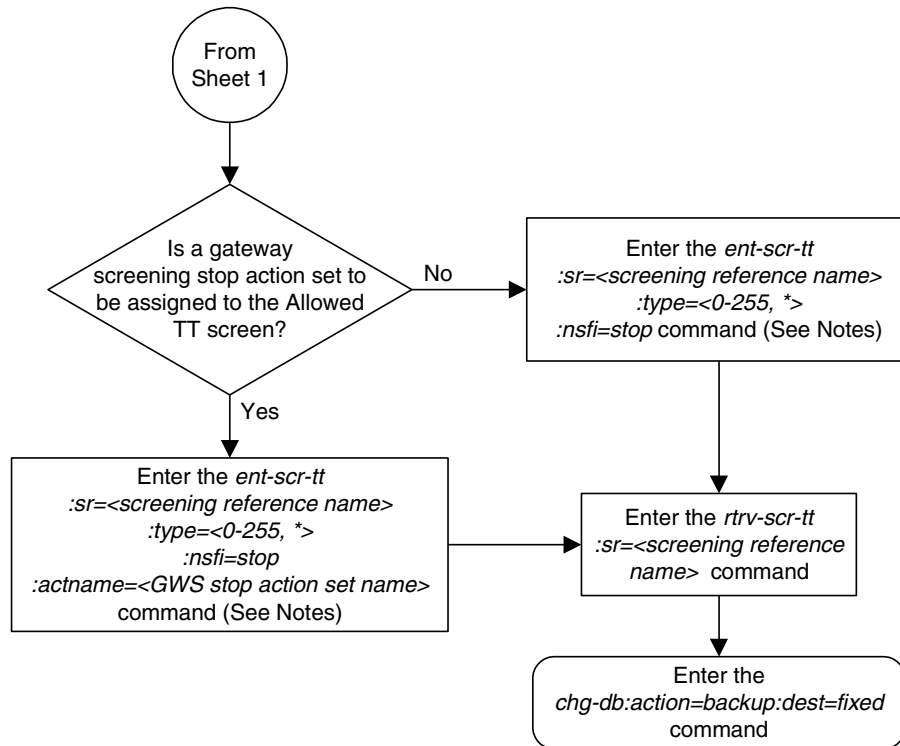 From
Sheet 1
Is a gateway
screening stop action set to
be assigned to the Allowed
TT screen?
No
Enter the ent-scr-tt
:sr=<screening reference name>
:type=<0-255, *>
:nsfi=stop command (See Notes)
Yes
Enter the ent-scr-tt
:sr=<screening reference name>
:type=<0-255, *>
:nsfi=stop
:actname=<GWS stop action set name>
command (See Notes)
Enter the rtrv-scr-tt
:sr=<screening reference
name> command
Enter the
chg-db:action=backup:dest=fixed
command